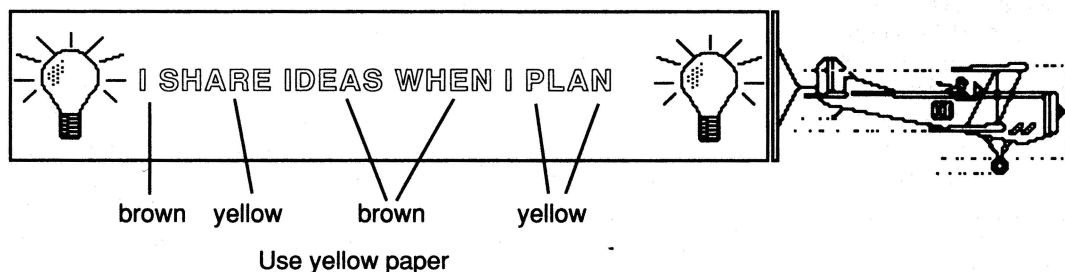 I SHARE IDEAS WHEN I PLAN
brown yellow brown yellow
Use yellow paper